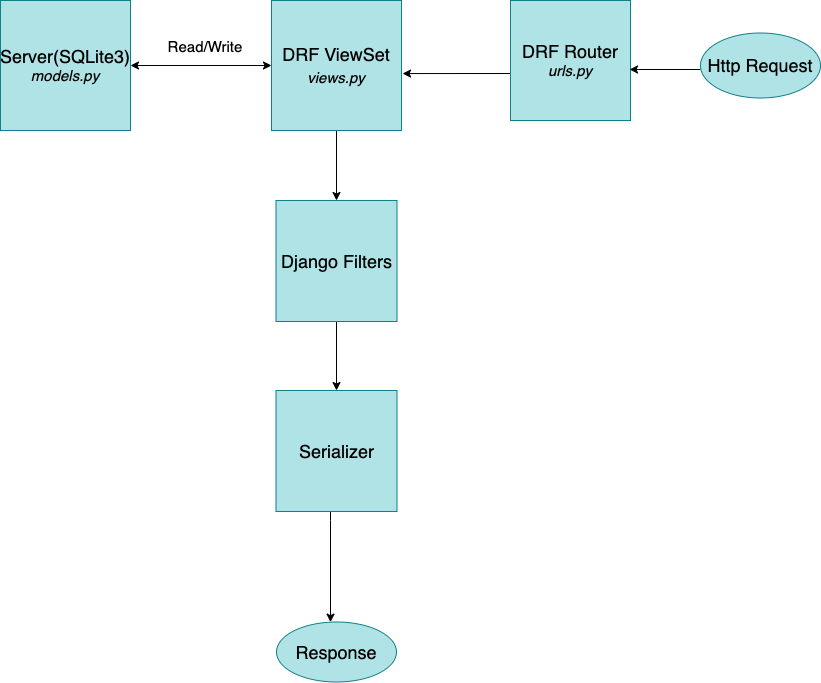 Read/Write
Server(SQLite3)
models.py
DRF ViewSet
views.py
DRF Router
urls.py
Http Request
Django Filters
Serializer
Response